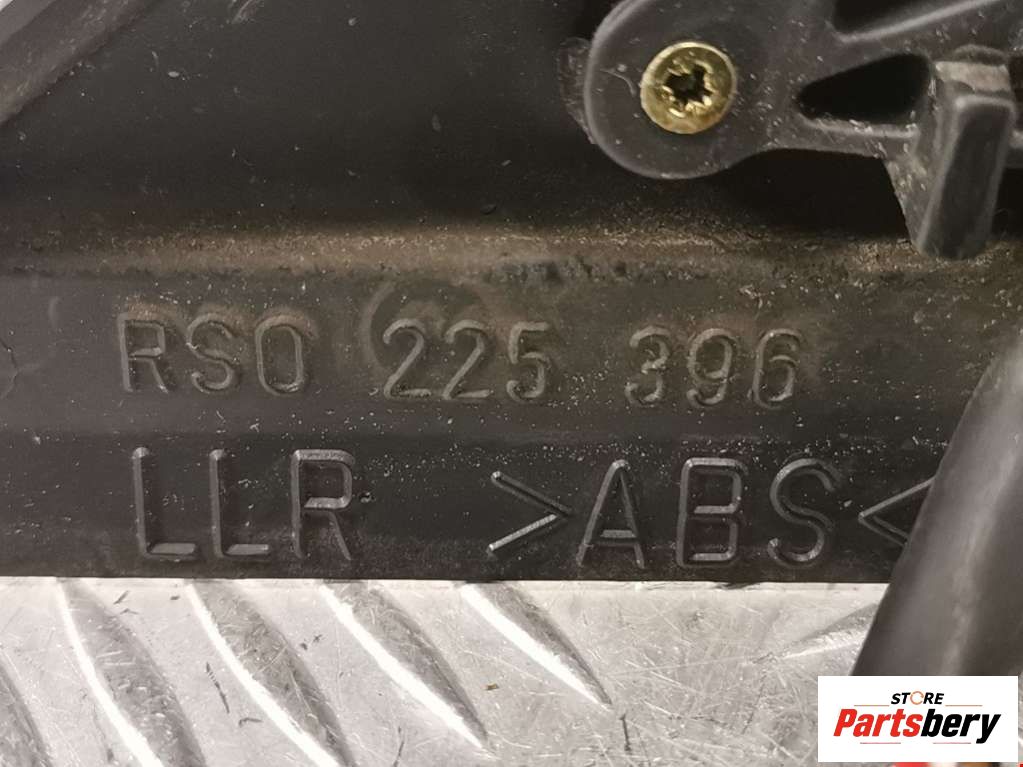 RS0 225 396
LLR >ABS<
STORE
Partsbery